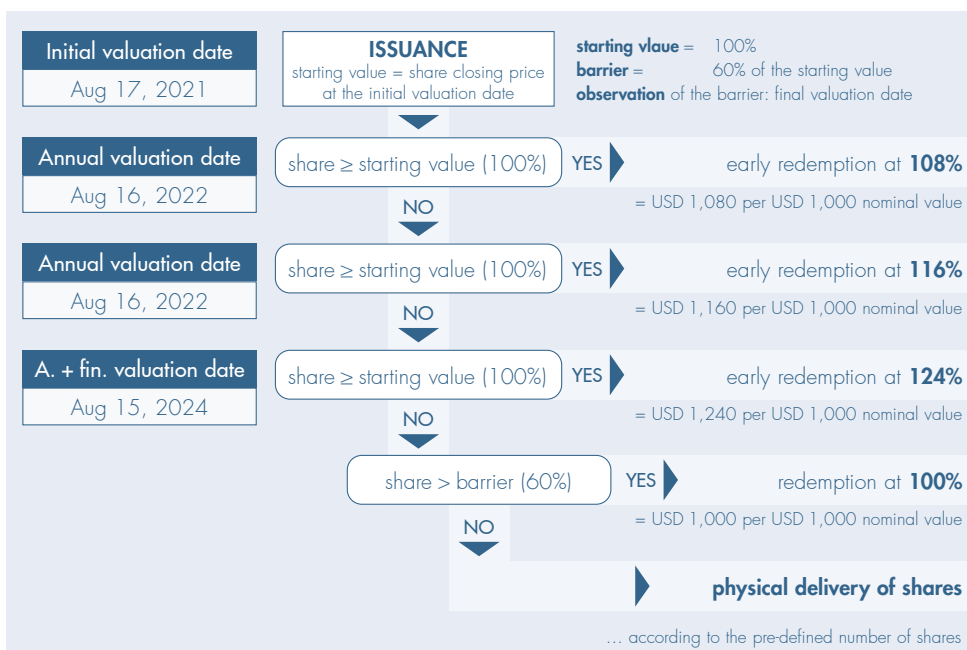 Initial valuation date
Aug 17, 2021
ISSUANCE
starting value = share closing price
at the initial valuation date
starting vlaue = 100%
barrier = 60% of the starting value
observation of the barrier: final valuation date
Annual valuation date
Aug 16, 2022
share ≥ starting value (100%)
YES
early redemption at 108%
= USD 1,080 per USD 1,000 nominal value
NO
Annual valuation date
Aug 16, 2022
share ≥ starting value (100%)
YES
early redemption at 116%
= USD 1,160 per USD 1,000 nominal value
NO
A. + fin. valuation date
Aug 15, 2024
share ≥ starting value (100%)
YES
early redemption at 124%
= USD 1,240 per USD 1,000 nominal value
NO
share > barrier (60%)
YES
redemption at 100%
= USD 1,000 per USD 1,000 nominal value
NO
physical delivery of shares
... according to the pre-defined number of shares